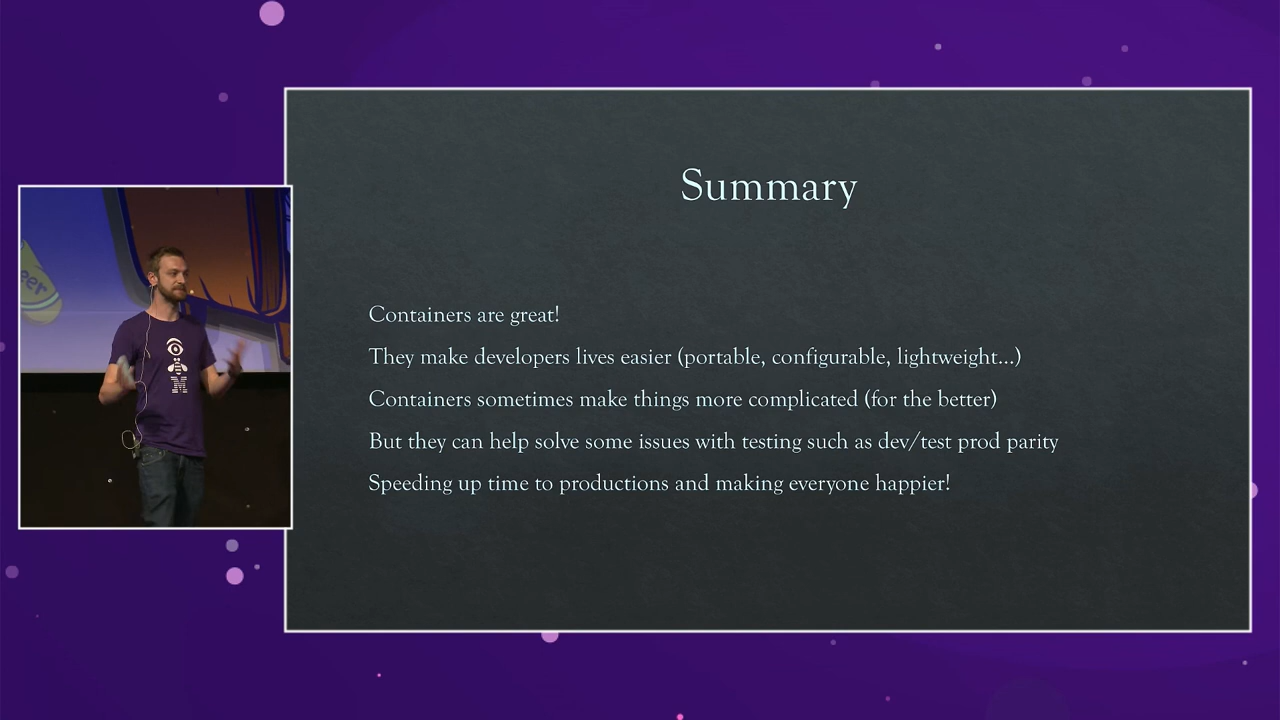 Summary
Containers are great!
They make developers lives easier (portable, configurable, lightweight...)
Containers sometimes make things more complicated (for the better)
But they can help solve some issues with testing such as dev/test prod parity
Speeding up time to productions and making everyone happier!
eer
M